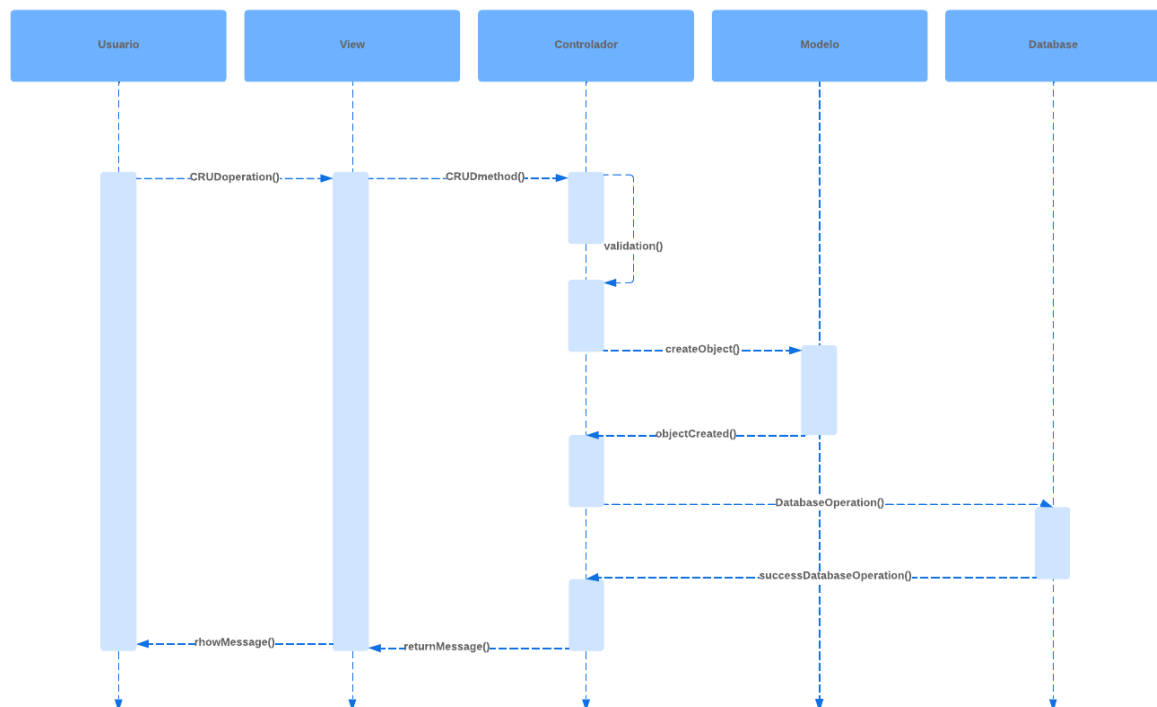 Usuario
View
Controlador
Modelo
Database
CRUDoperation()
CRUDmethod()
validation()
createObject()
objectCreated()
DatabaseOperation()
successDatabaseOperation()
rhowMessage()
returnMessage()